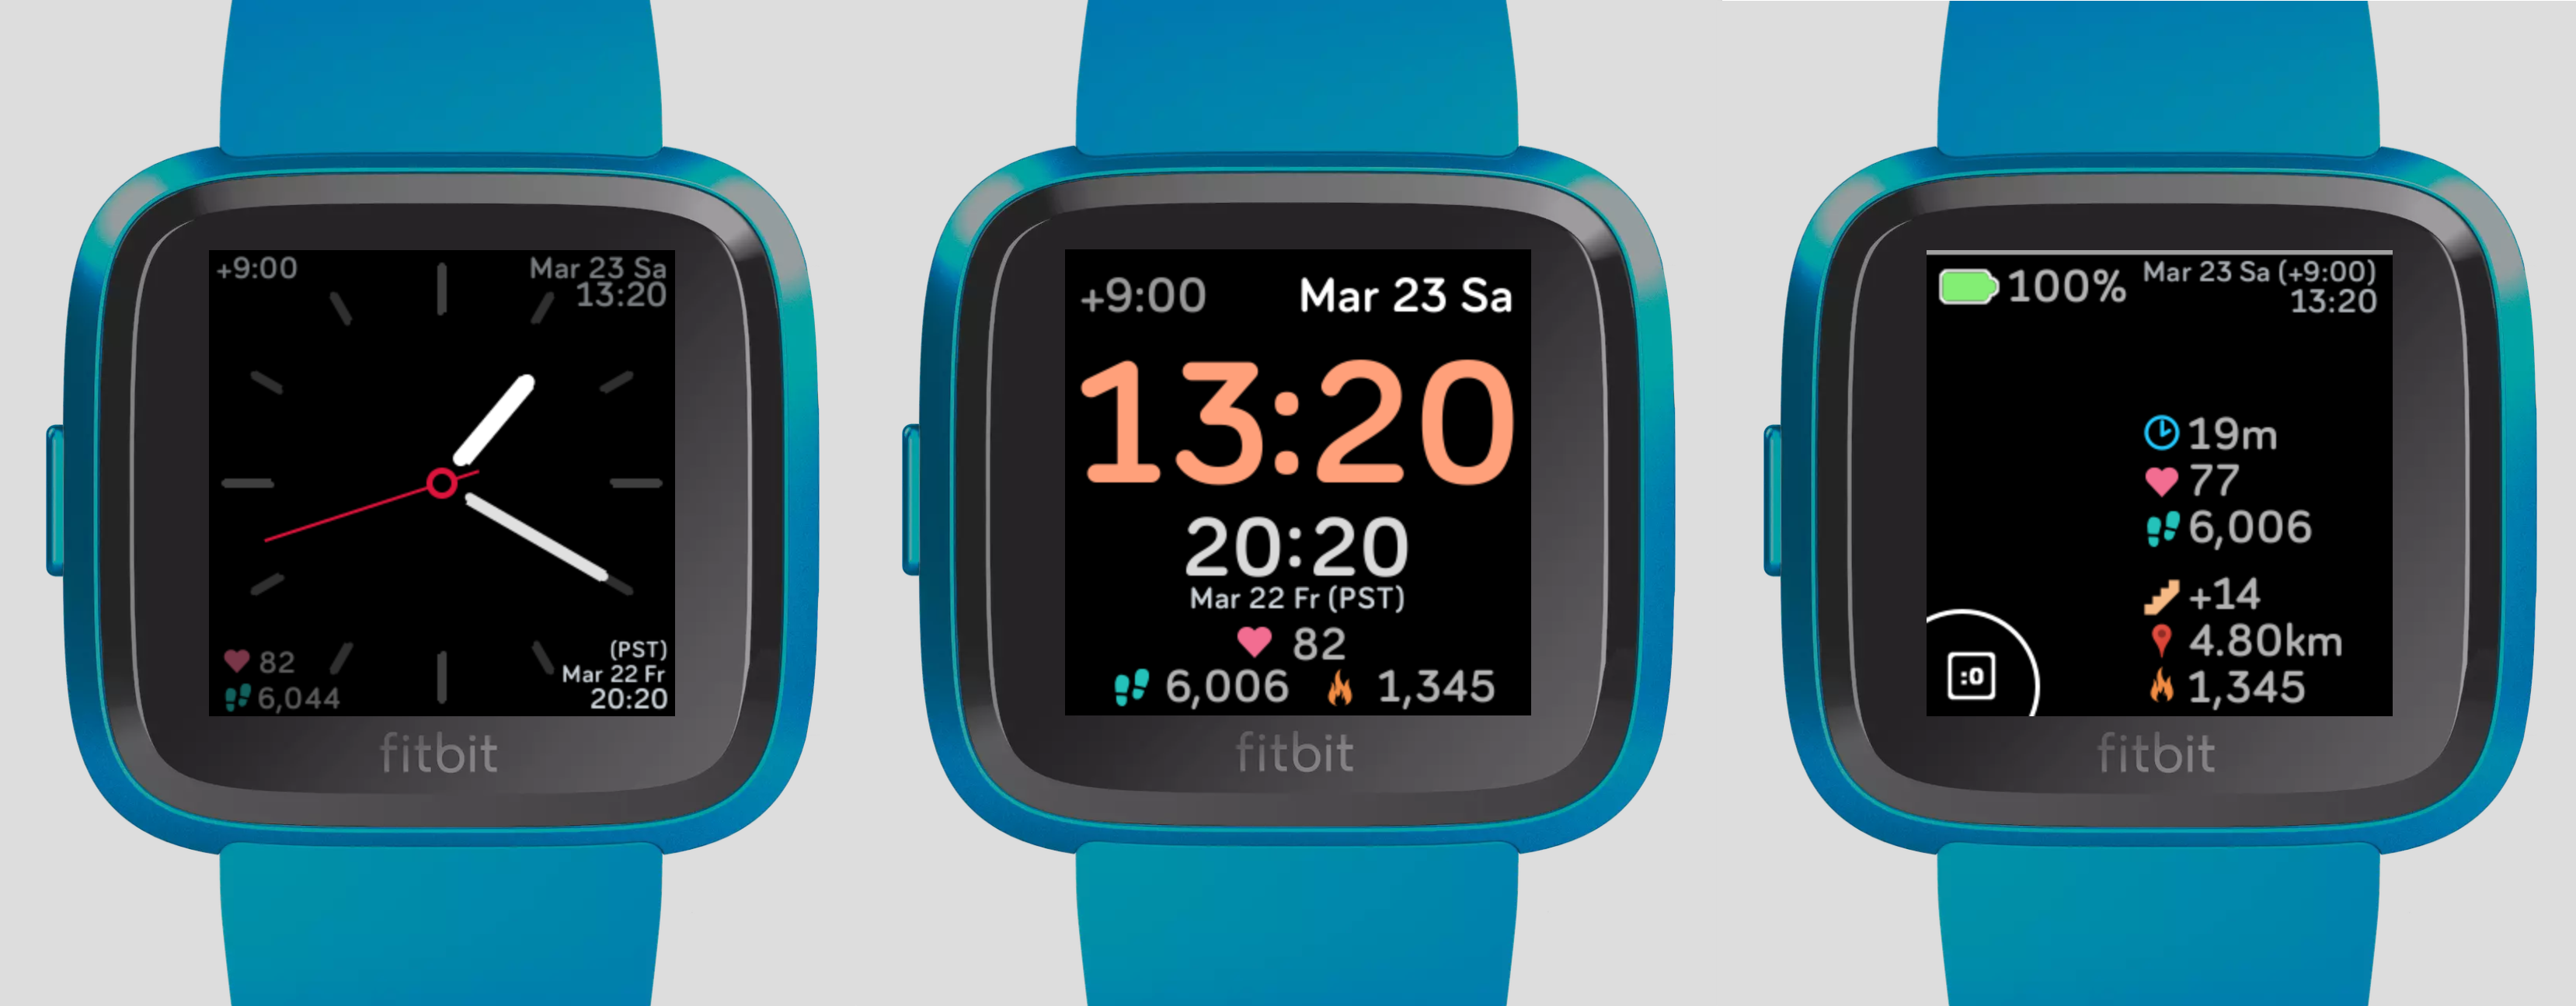 +9:00 Mar 23 Sa
13:20
82 (PST)
Mar 22 Fr
6,044 20:20
fitbit
+9:00 Mar 23 Sa
13:20
20:20
Mar 22 Fr (PST)
82
6,006 1,345
fitbit
100% Mar 23 Sa (+9:00)
13:20
19m
77
6,006
+14
4.80km
:0 1,345
fitbit